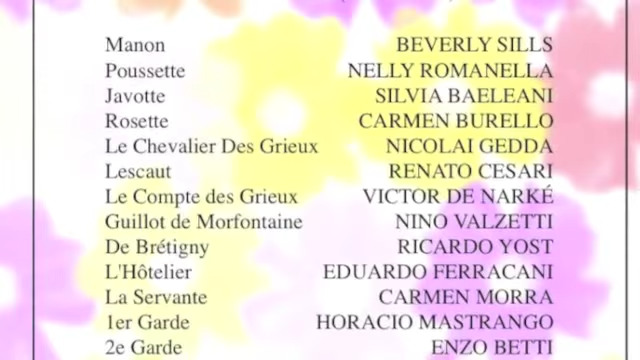 Manon BEVERLY SILLS
Poussette NELLY ROMANELLA
Javotte SILVIA BAELEANI
Rosette CARMEN BURELLO
Le Chevalier Des Grieux NICOLAI GEDDA
Lescaut RENATO CESARI
Le Compte des Grieux VICTOR DE NARKÉ
Guillot de Morfontaine NINO VALZETTI
De Brétigny RICARDO YOST
L'Hôtelier EDUARDO FERRACANI
La Servante CARMEN MORRA
1er Garde HORACIO MASTRANGO
2e Garde ENZO BETTI